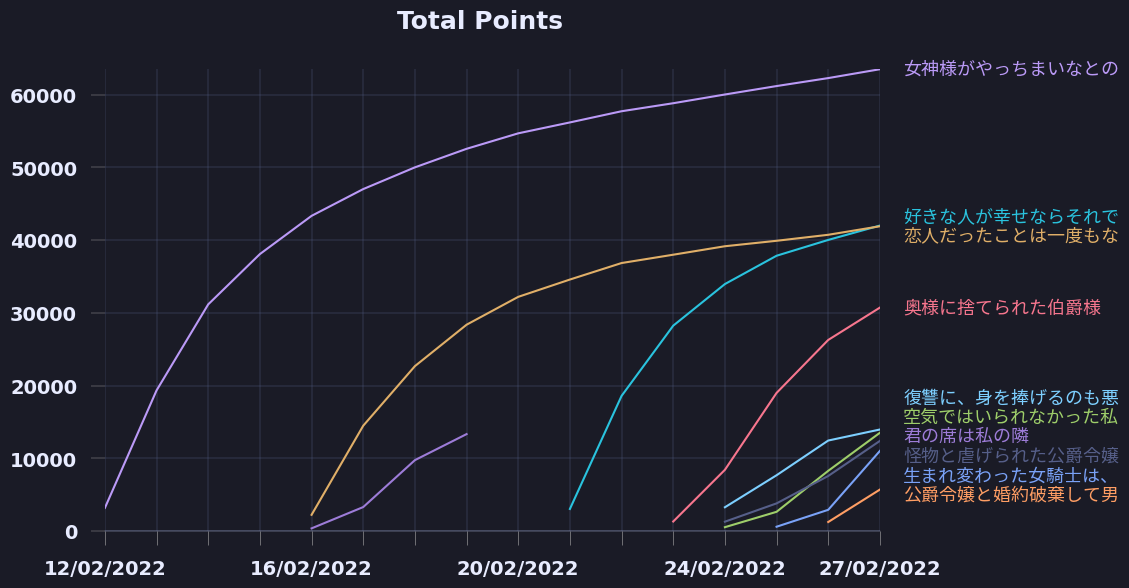 Total Points
60000
50000
40000
30000
20000
10000
0
12/02/2022
16/02/2022
20/02/2022
24/02/2022
27/02/2022
女神様がやっちまいなとの
好きな人が幸せならそれで
恋人だったことは一度もな
奥様に捨てられた伯爵様
復讐に、身を捧げるのも悪
空気ではいられなかった私
君の席は私の隣
怪物と虐げられた公爵令嬢
生まれ変わった女騎士は、
公爵令嬢と婚約破棄して男